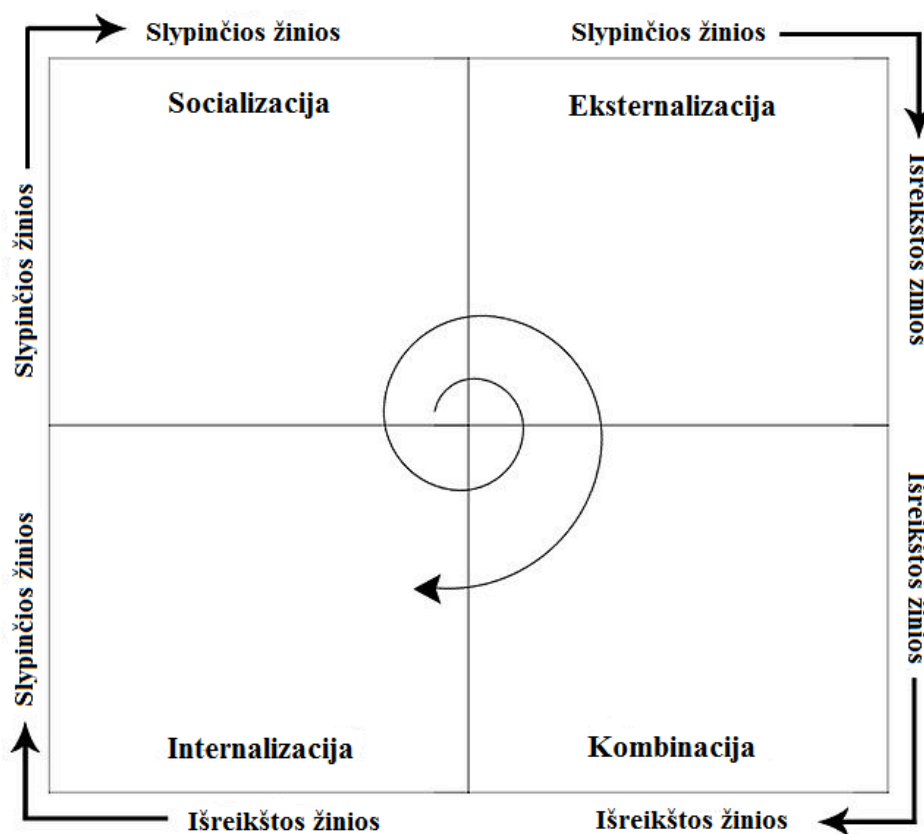 Slypinčios žinios
Slypinčios žinios
Socializacija
Eksternalizacija
Slypinčios žinios
Išreikštos žinios
Slypinčios žinios
Išreikštos žinios
Internalizacija
Kombinacija
Išreikštos žinios
Išreikštos žinios